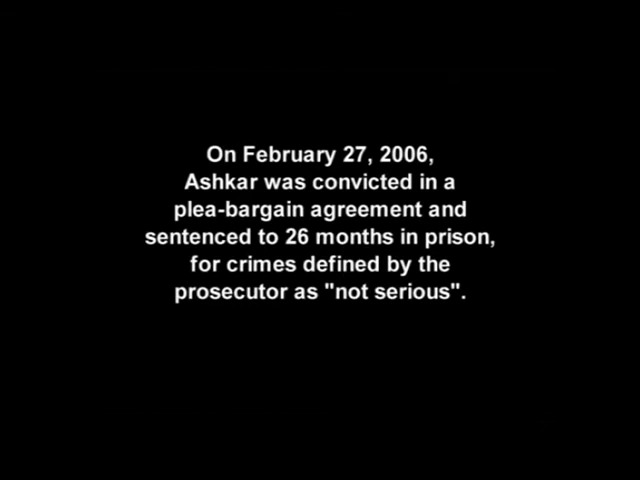 On February 27, 2006,
Ashkar was convicted in a
plea-bargain agreement and
sentenced to 26 months in prison,
for crimes defined by the
prosecutor as "not serious".